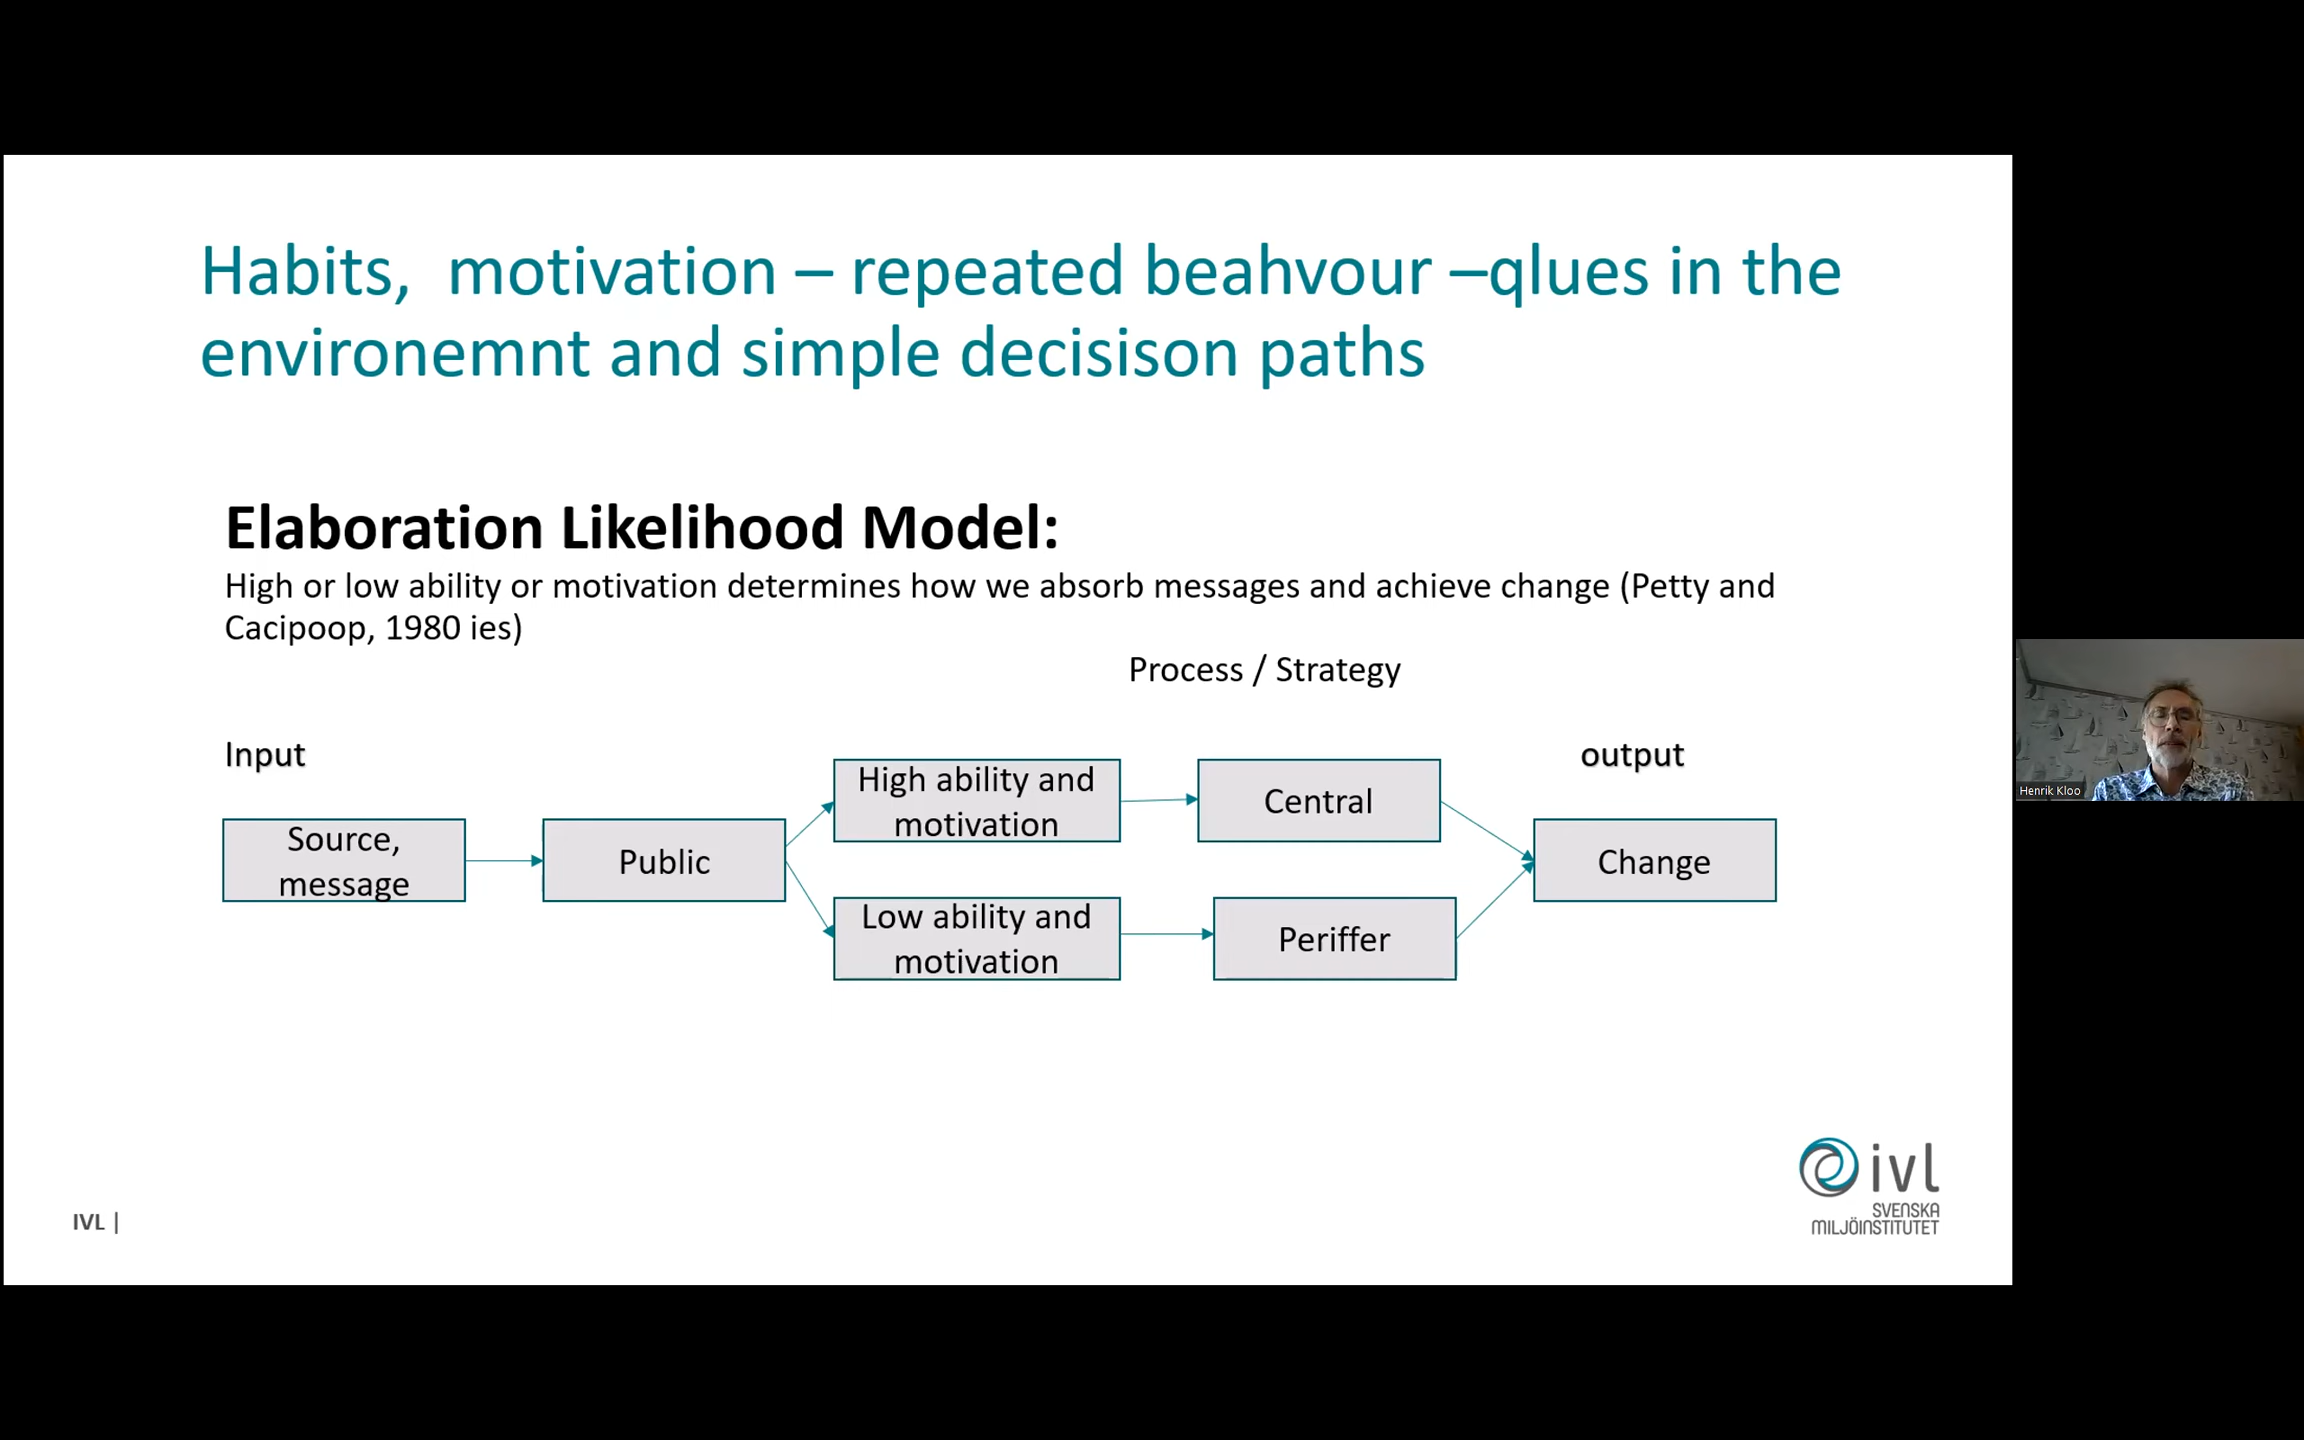 Habits,  motivation – repeated beahvour –qlues in the
environemnt and simple decisison paths
Elaboration Likelihood Model:
High or low ability or motivation determines how we absorb messages and achieve change (Petty and
Cacipoop, 1980 ies)
Process / Strategy
Input
output
High ability and
motivation
Central
Source,
message
Public
Change
Low ability and
motivation
Periffer
Henrik Kloo
IVL |
ivl
SVENSKA
MILJÖINSTITUTET